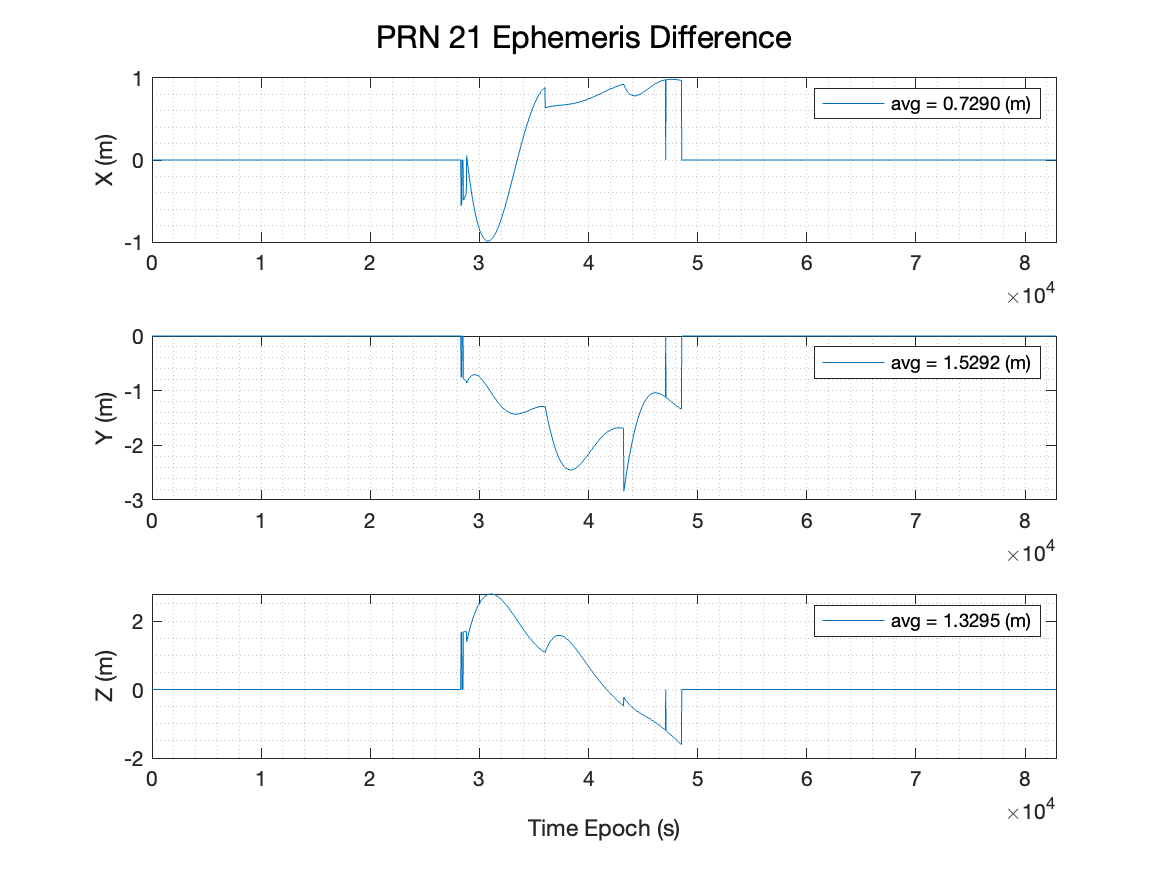 PRN 21 Ephemeris Difference
1
0
-1
X (m)
avg = 0.7290 (m)
0 1 2 3 4 5 6 7 8
×10^4
0
-1
-2
-3
Y (m)
avg = 1.5292 (m)
0 1 2 3 4 5 6 7 8
×10^4
2
0
-2
Z (m)
avg = 1.3295 (m)
0 1 2 3 4 5 6 7 8
×10^4
Time Epoch (s)